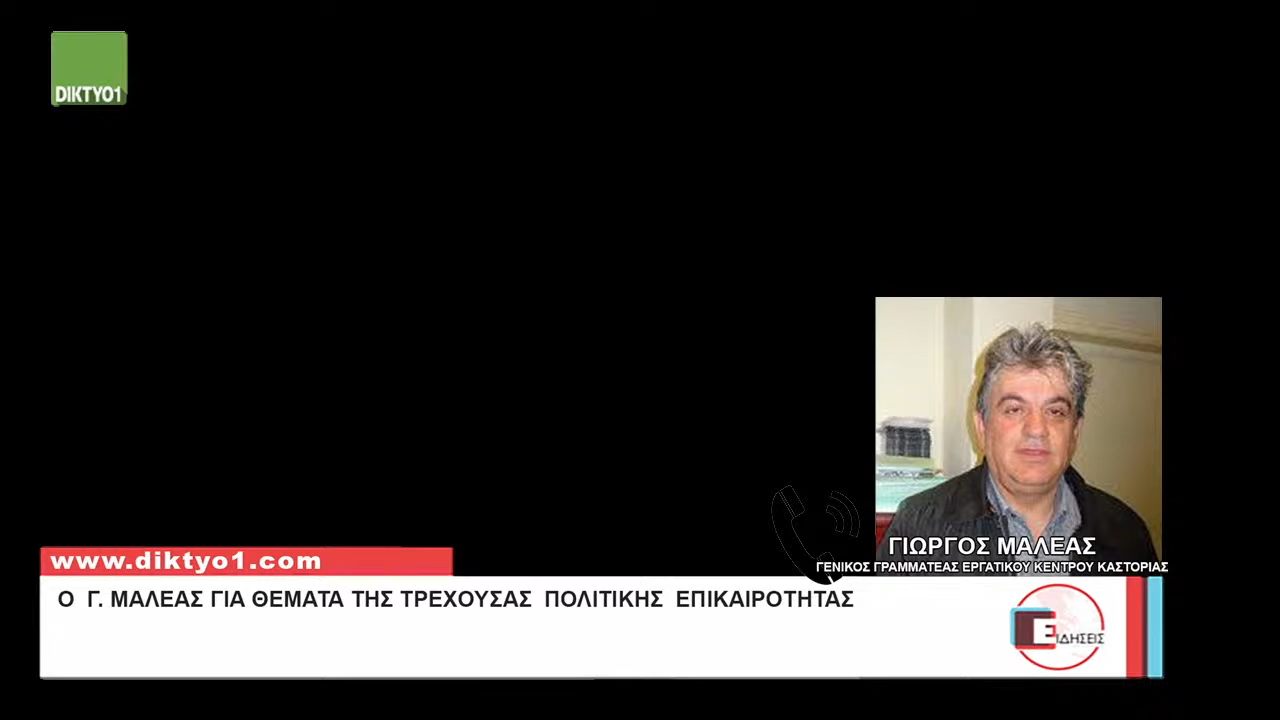 DIKTYO1
ΓΙΩΡΓΟΣ ΜΑΛΕΑΣ
ΓΕΝΙΚΟΣ ΓΡΑΜΜΑΤΕΑΣ ΕΡΓΑΤΙΚΟΥ ΚΕΝΤΡΟΥ ΚΑΣΤΟΡΙΑΣ
www.diktyo1.com
Ο Γ. ΜΑΛΕΑΣ ΓΙΑ ΘΕΜΑΤΑ ΤΗΣ ΤΡΕΧΟΥΣΑΣ ΠΟΛΙΤΙΚΗΣ ΕΠΙΚΑΙΡΟΤΗΤΑΣ
ΕΙΔΗΣΕΙΣ